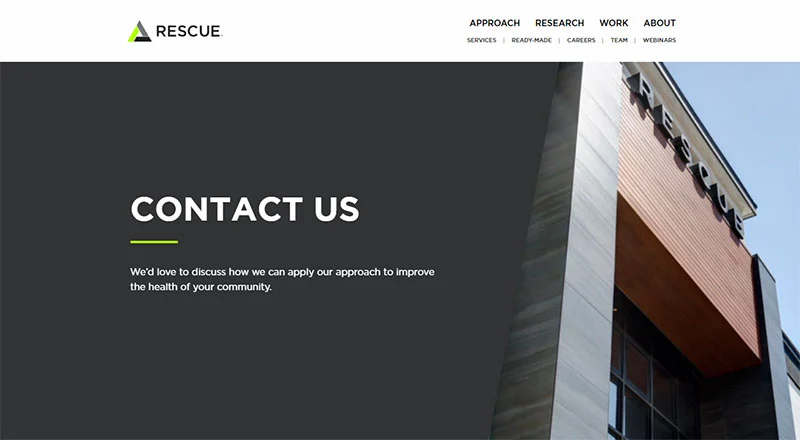 RESCUE
APPROACH RESEARCH WORK ABOUT
SERVICES | READY-MADE | CAREERS | TEAM | WEBINARS
RESCUE
CONTACT US
We'd love to discuss how we can apply our approach to improve
the health of your community.